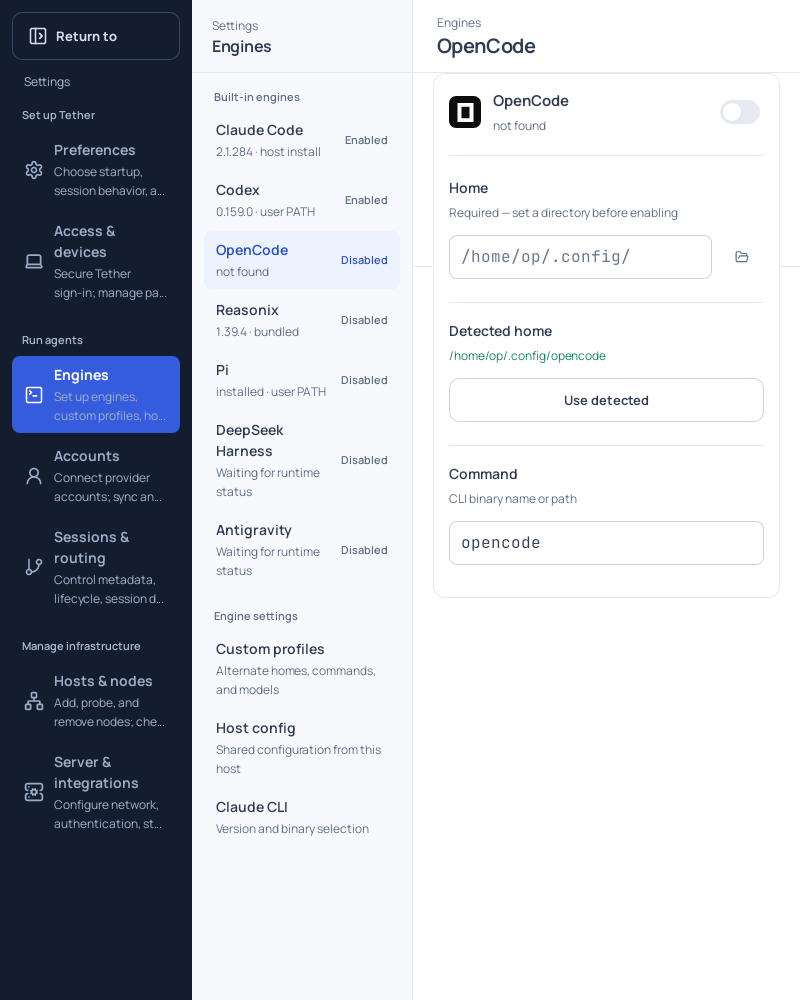 Return to
Settings
Set up Tether
Preferences
Choose startup,
session behavior, a...
Access &
devices
Secure Tether
sign-in; manage pa...
Run agents
Engines
Set up engines,
custom profiles, ho...
Accounts
Connect provider
accounts; sync an...
Sessions &
routing
Control metadata,
lifecycle, session d...
Manage infrastructure
Hosts & nodes
Add, probe, and
remove nodes; che...
Server &
integrations
Configure network,
authentication, st...
Settings
Engines
Built-in engines
Claude Code
2.1.284 · host install
Enabled
Codex
0.159.0 · user PATH
Enabled
OpenCode
not found
Disabled
Reasonix
1.39.4 · bundled
Disabled
Pi
installed · user PATH
Disabled
DeepSeek
Harness
Waiting for runtime
status
Disabled
Antigravity
Waiting for runtime
status
Disabled
Engine settings
Custom profiles
Alternate homes, commands,
and models
Host config
Shared configuration from this
host
Claude CLI
Version and binary selection
Engines
OpenCode
OpenCode
not found
Home
Required — set a directory before enabling
/home/op/.config/
Detected home
/home/op/.config/opencode
Use detected
Command
CLI binary name or path
opencode